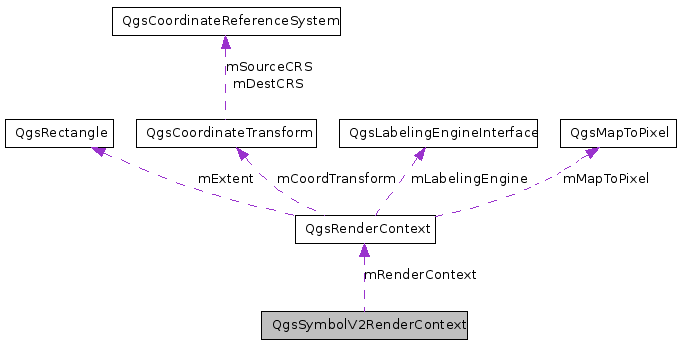 QgsCoordinateReferenceSystem
mSourceCRS
mDestCRS
QgsRectangle
QgsCoordinateTransform
QgsLabelingEngineInterface
QgsMapToPixel
mExtent
mCoordTransform
mLabelingEngine
mMapToPixel
QgsRenderContext
mRenderContext
QgsSymbolV2RenderContext